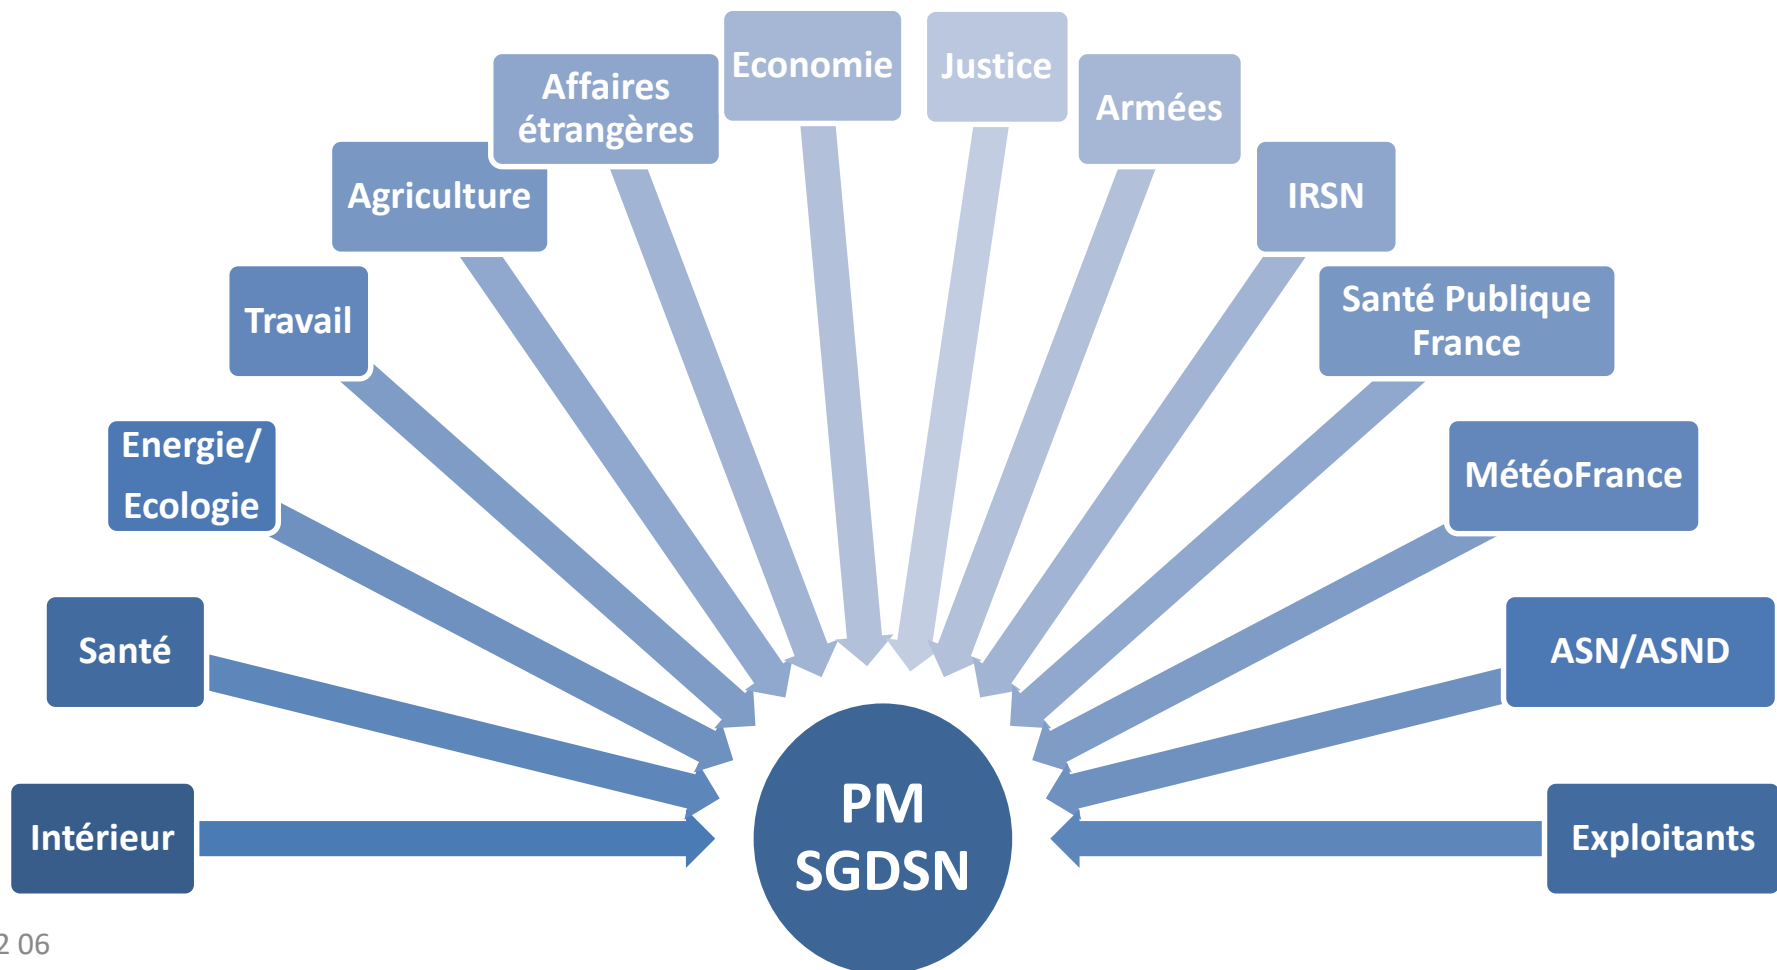 Economie
Justice
Affaires
étrangères
Armées
Agriculture
IRSN
Travail
Santé Publique
France
Energie/
Ecologie
MétéoFrance
Santé
ASN/ASND
Intérieur
PM
SGDSN
Exploitants
2 06